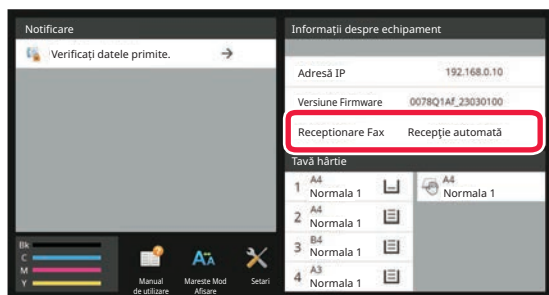 Notificare
Verificați datele primite.
Informații despre echipament
Adresă IP 192.168.0.10
Versiune Firmware 0078Q1Af_23030100
Receptionare Fax Recepție automată
Tavă hârtie
1 A4
Normala 1
A4
Normala 1
2 A4
Normala 1
3 B4
Normala 1
4 A3
Normala 1
Bk
C
M
Y
Manual
de utilizare
Mareste Mod
Afisare
Setari